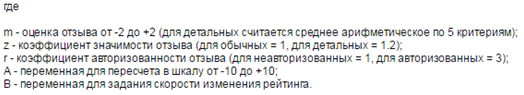 где
m - оценка отзыва от -2 до +2 (для детальных считается среднее арифметическое по 5 критериям);
z - коэффициент значимости отзыва (для обычных = 1, для детальных = 1.2);
r - коэффициент авторизованности отзыва (для неавторизованных = 1, для авторизованных = 3);
A - переменная для пересчета в шкалу от -10 до +10;
B - переменная для задания скорости изменения рейтинга.